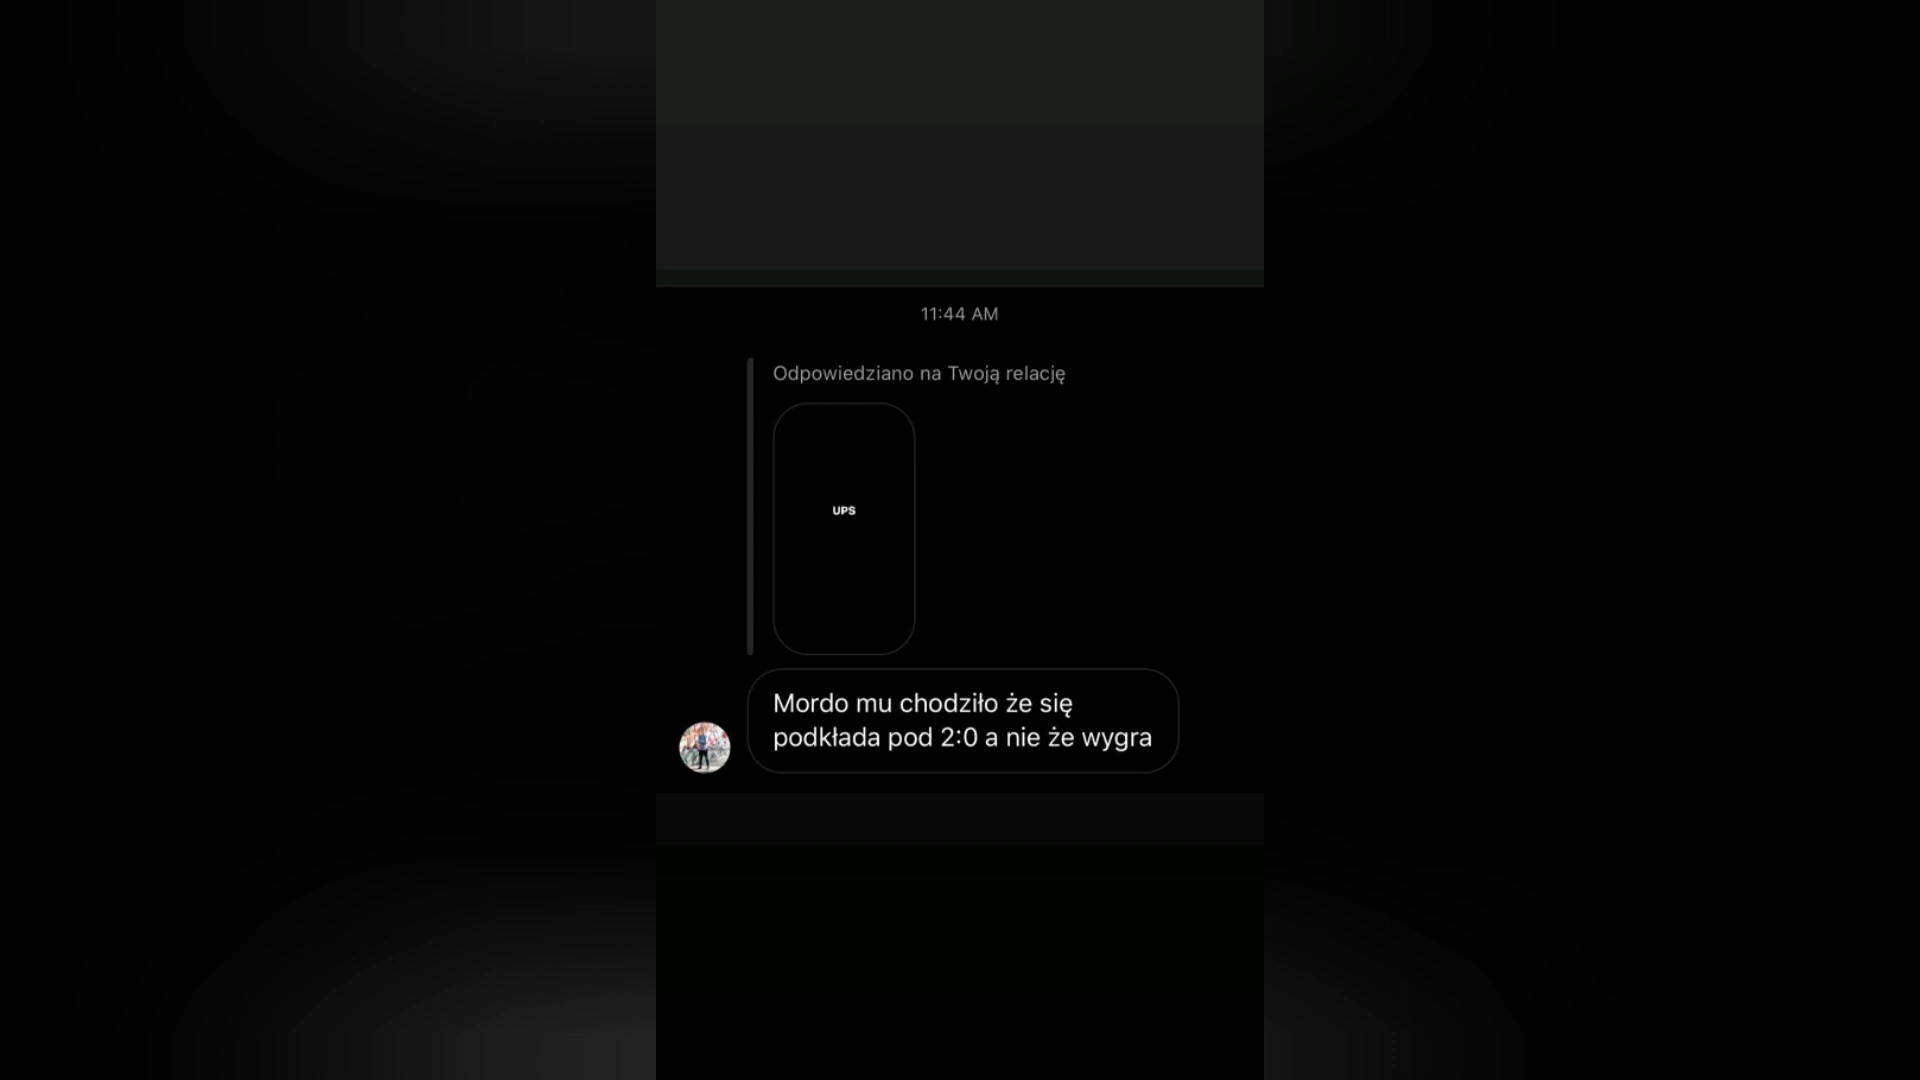 11:44 AM
Odpowiedziano na Twoją relację
UPS
Mordo mu chodziło że się
podkłada pod 2:0 a nie że wygra